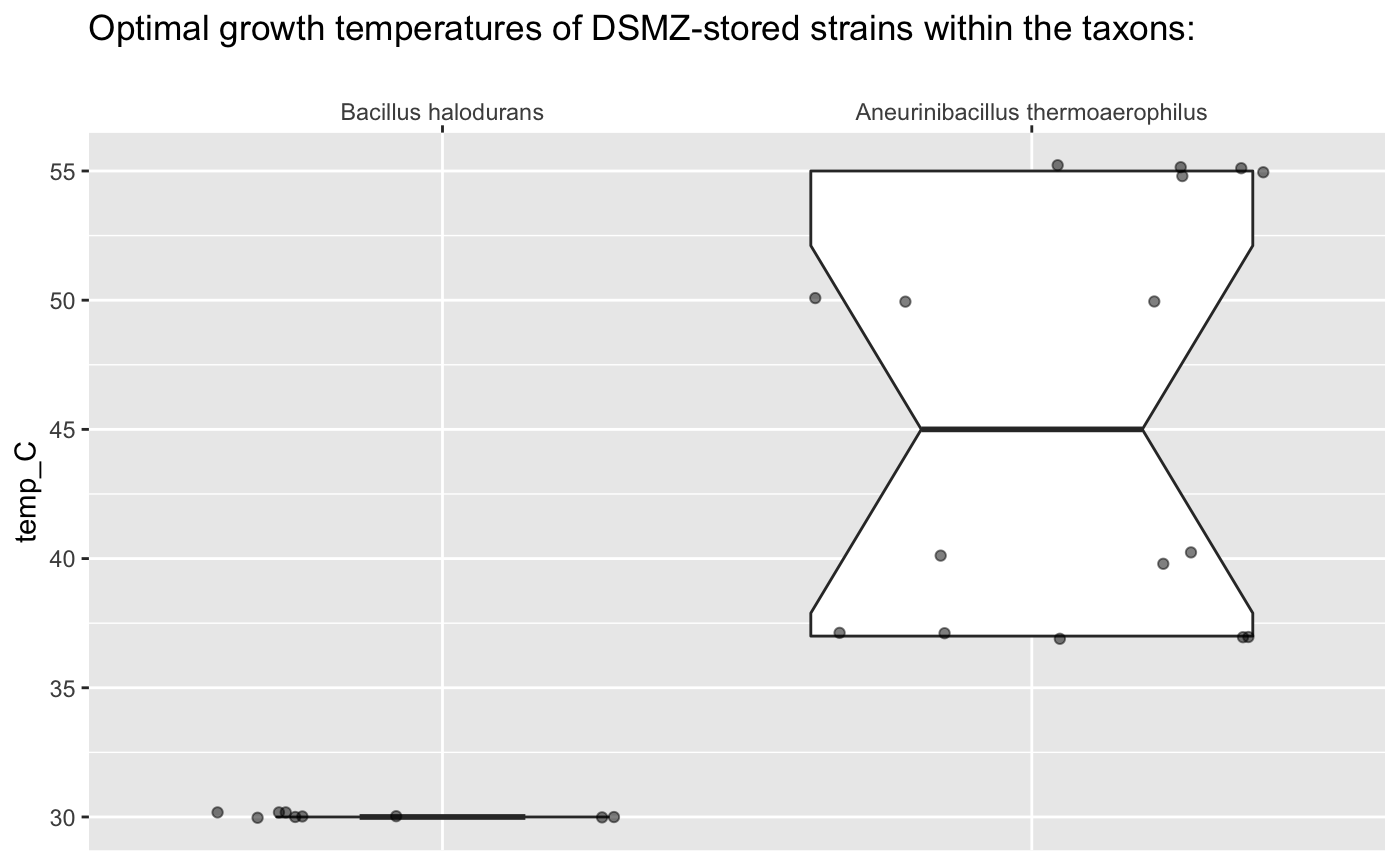 Optimal growth temperatures of DSMZ-stored strains within the taxons:
Bacillus halodurans
Aneurinibacillus thermoaerophilus
55
50
45
40
35
30
temp_C